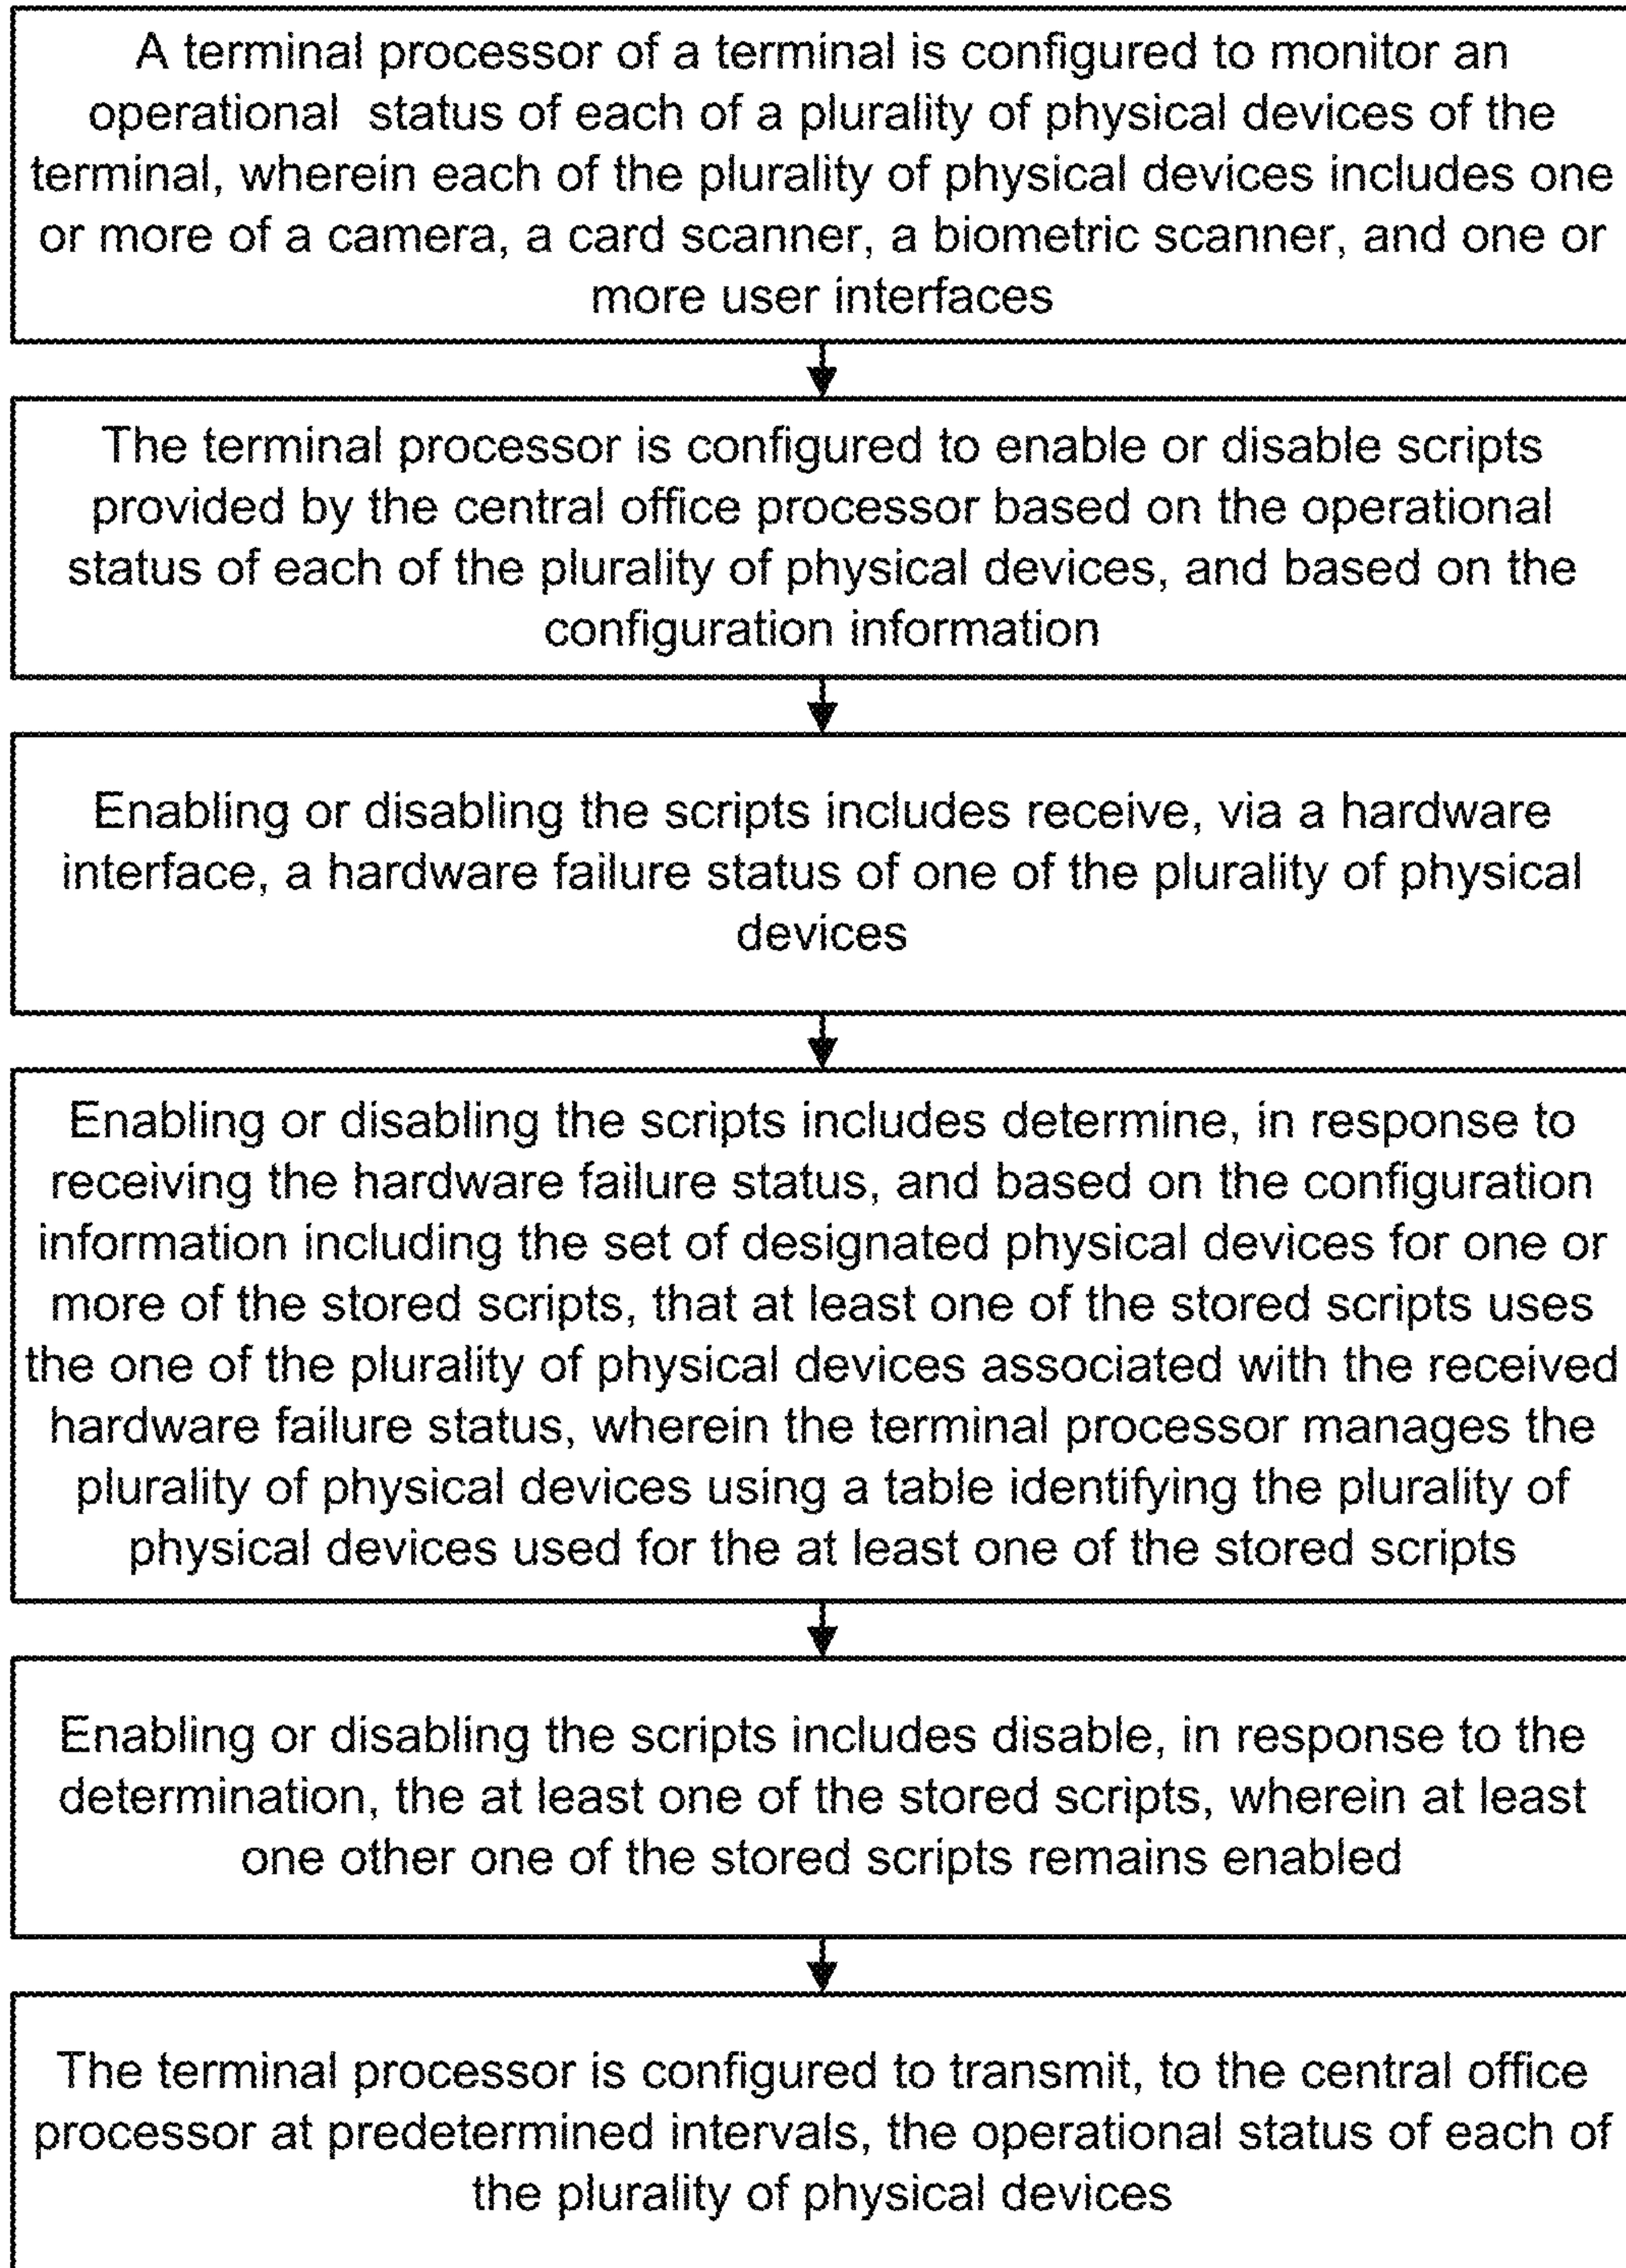 A terminal processor of a terminal is configured to monitor an
operational status of each of a plurality of physical devices of the
terminal, wherein each of the plurality of physical devices includes one
or more of a camera, a card scanner, a biometric scanner, and one or
more user interfaces
The terminal processor is configured to enable or disable scripts
provided by the central office processor based on the operational
status of each of the plurality of physical devices, and based on the
configuration information
Enabling or disabling the scripts includes receive, via a hardware
interface, a hardware failure status of one of the plurality of physical
devices
Enabling or disabling the scripts includes determine, in response to
receiving the hardware failure status, and based on the configuration
information including the set of designated physical devices for one or
more of the stored scripts, that at least one of the stored scripts uses
the one of the plurality of physical devices associated with the received
hardware failure status, wherein the terminal processor manages the
plurality of physical devices using a table identifying the plurality of
physical devices used for the at least one of the stored scripts
Enabling or disabling the scripts includes disable, in response to the
determination, the at least one of the stored scripts, wherein at least
one other one of the stored scripts remains enabled
The terminal processor is configured to transmit, to the central office
processor at predetermined intervals, the operational status of each of
the plurality of physical devices